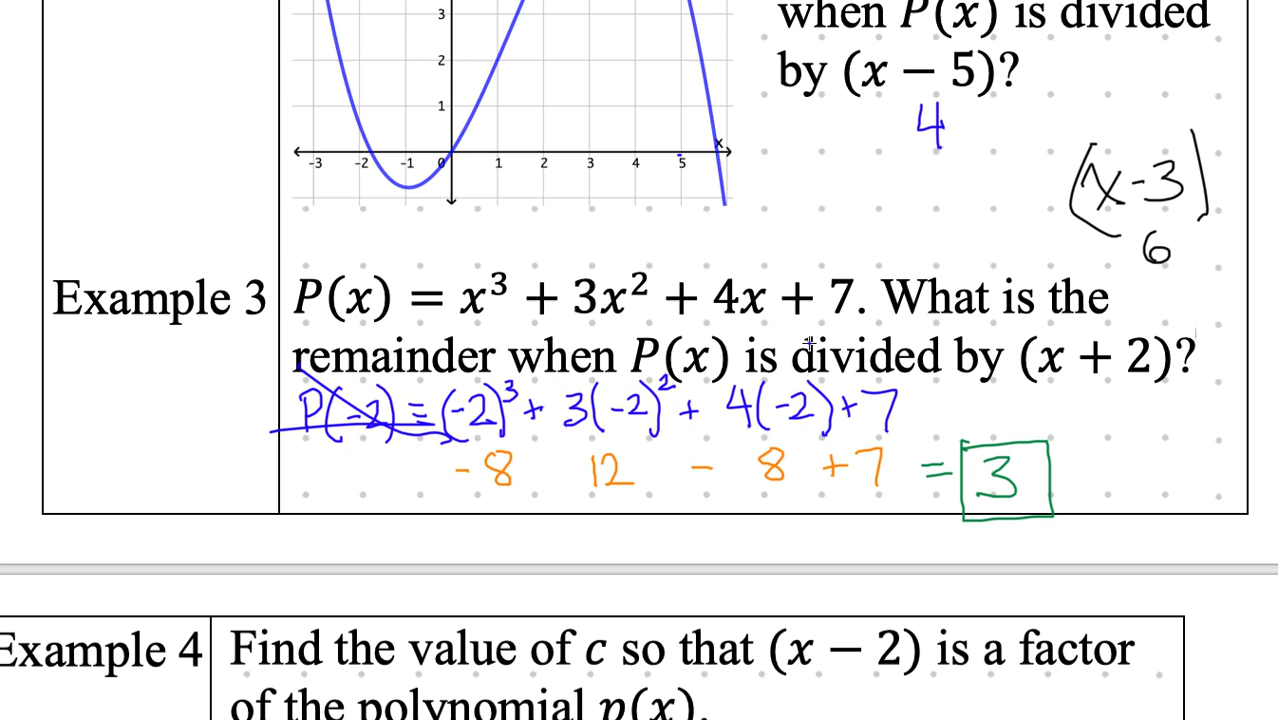 when P(x) is divided
by (x − 5)?
4
3
2
1
-3 -2 -1 0 1 2 3 4 5 x
(x-3)
6
Example 3
P(x) = x³ + 3x² + 4x + 7. What is the
remainder when P(x) is divided by (x + 2)?
P(-2) = (-2)³ + 3(-2)² + 4(-2) + 7
-8 12 - 8 + 7 = 3
Example 4
Find the value of c so that (x − 2) is a factor
of the polynomial p(x).